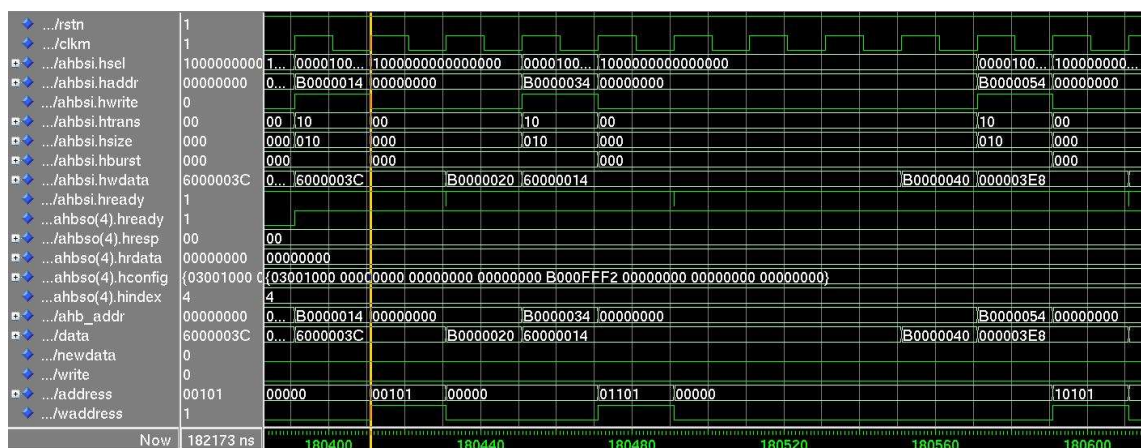 .../rstn 1
.../clkm 1
.../ahbsi.hsel 1000000000 1... 0000100... 1000000000000000 0000100... 1000000000000000 0000100... 100000000...
.../ahbsi.haddr 00000000 0... B0000014 00000000 B0000034 00000000 B0000054 00000000
.../ahbsi.hwrite 0
.../ahbsi.htrans 00 00 10 00 10 00 10 00
.../ahbsi.hsize 000 000 010 000 010 000 010 000
.../ahbsi.hburst 000 000 000 000 000
.../ahbsi.hwdata 6000003C 0... 6000003C B0000020 60000014 B0000040 000003E8
.../ahbsi.hready 1
...ahbso(4).hready 1
.../ahbso(4).hresp 00 00
...ahbso(4).hrdata 00000000 00000000
...ahbso(4).hconfig {03001000 0 {03001000 00000000 00000000 00000000 B000FFF2 00000000 00000000 00000000}
...ahbso(4).hindex 4 4
.../ahb_addr 00000000 0... B0000014 00000000 B0000034 00000000 B0000054 00000000
.../data 6000003C 0... 6000003C B0000020 60000014 B0000040 000003E8
.../newdata 0
.../write 0
.../address 00101 00000 00101 00000 01101 00000 10101
.../waddress 1
Now 182173 ns 180400 180440 180480 180520 180560 180600